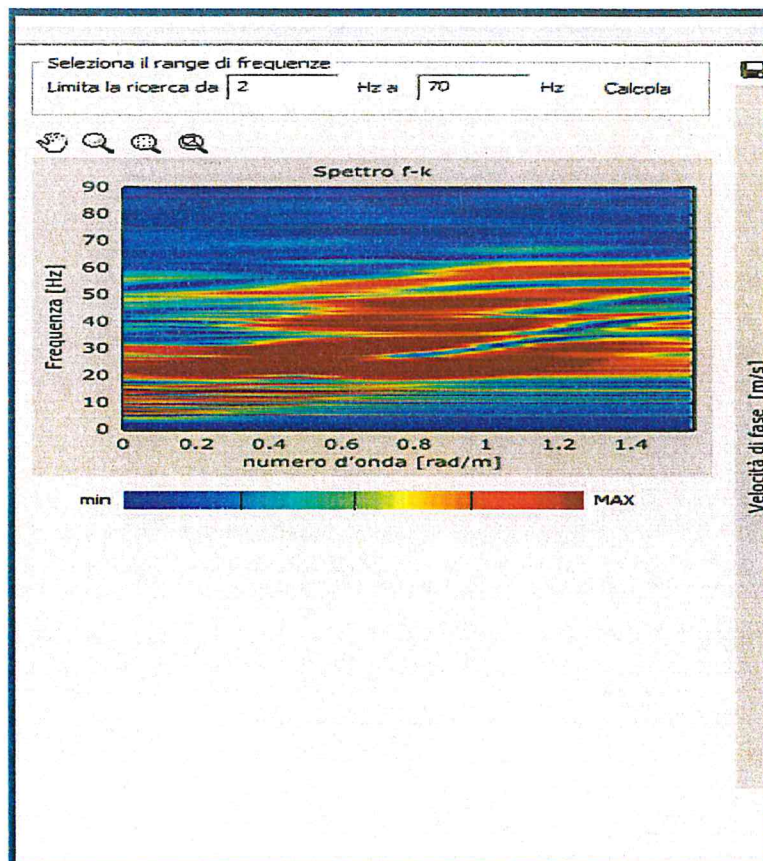 Seleziona il range di frequenze
Limita la ricerca da 2 Hz a 70 Hz Calcola
Spettro f-k
90
80
70
60
50
40
30
20
10
0
Frequenza [Hz]
0 0.2 0.4 0.6 0.8 1 1.2 1.4
numero d'onda [rad/m]
min MAX
Velocità di fase [m/s]